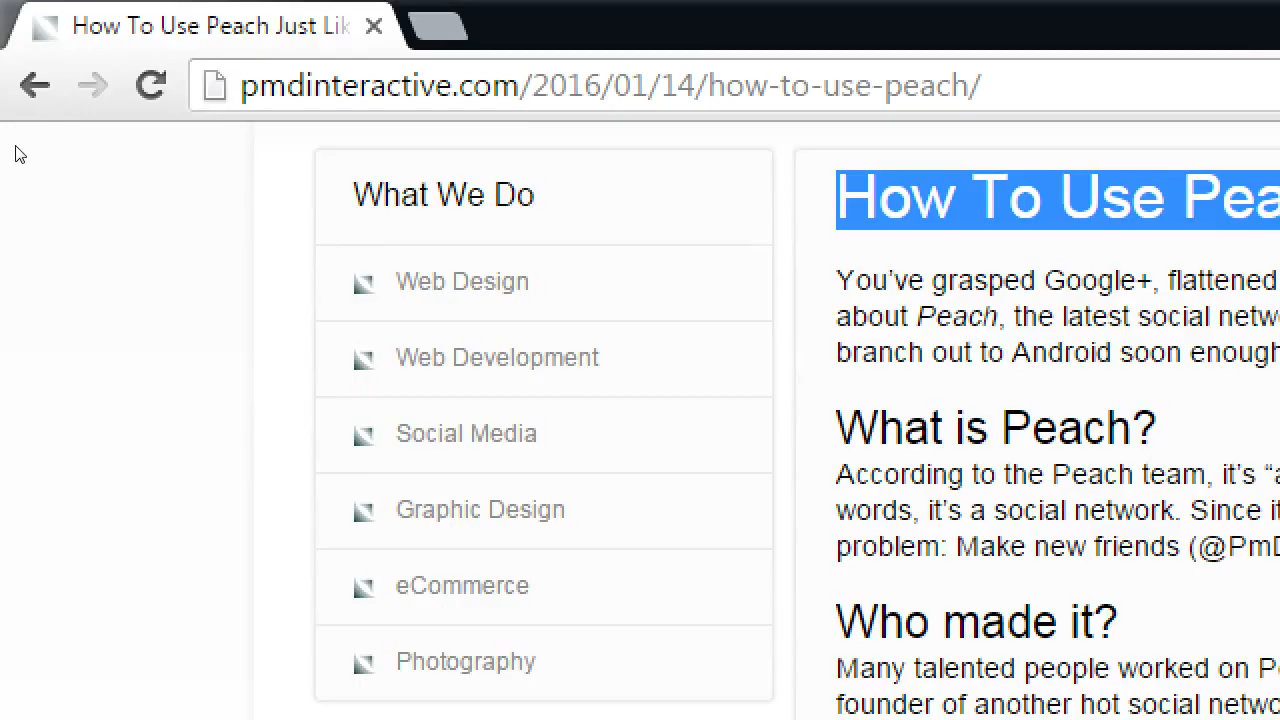 How To Use Peach Just Lik
pmdinteractive.com/2016/01/14/how-to-use-peach/
What We Do
Web Design
Web Development
Social Media
Graphic Design
eCommerce
Photography
How To Use Pea
You’ve grasped Google+, flattened
about Peach, the latest social netw
branch out to Android soon enough
What is Peach?
According to the Peach team, it’s “a
words, it’s a social network. Since it
problem: Make new friends (@PmD
Who made it?
Many talented people worked on Pe
founder of another hot social netwo